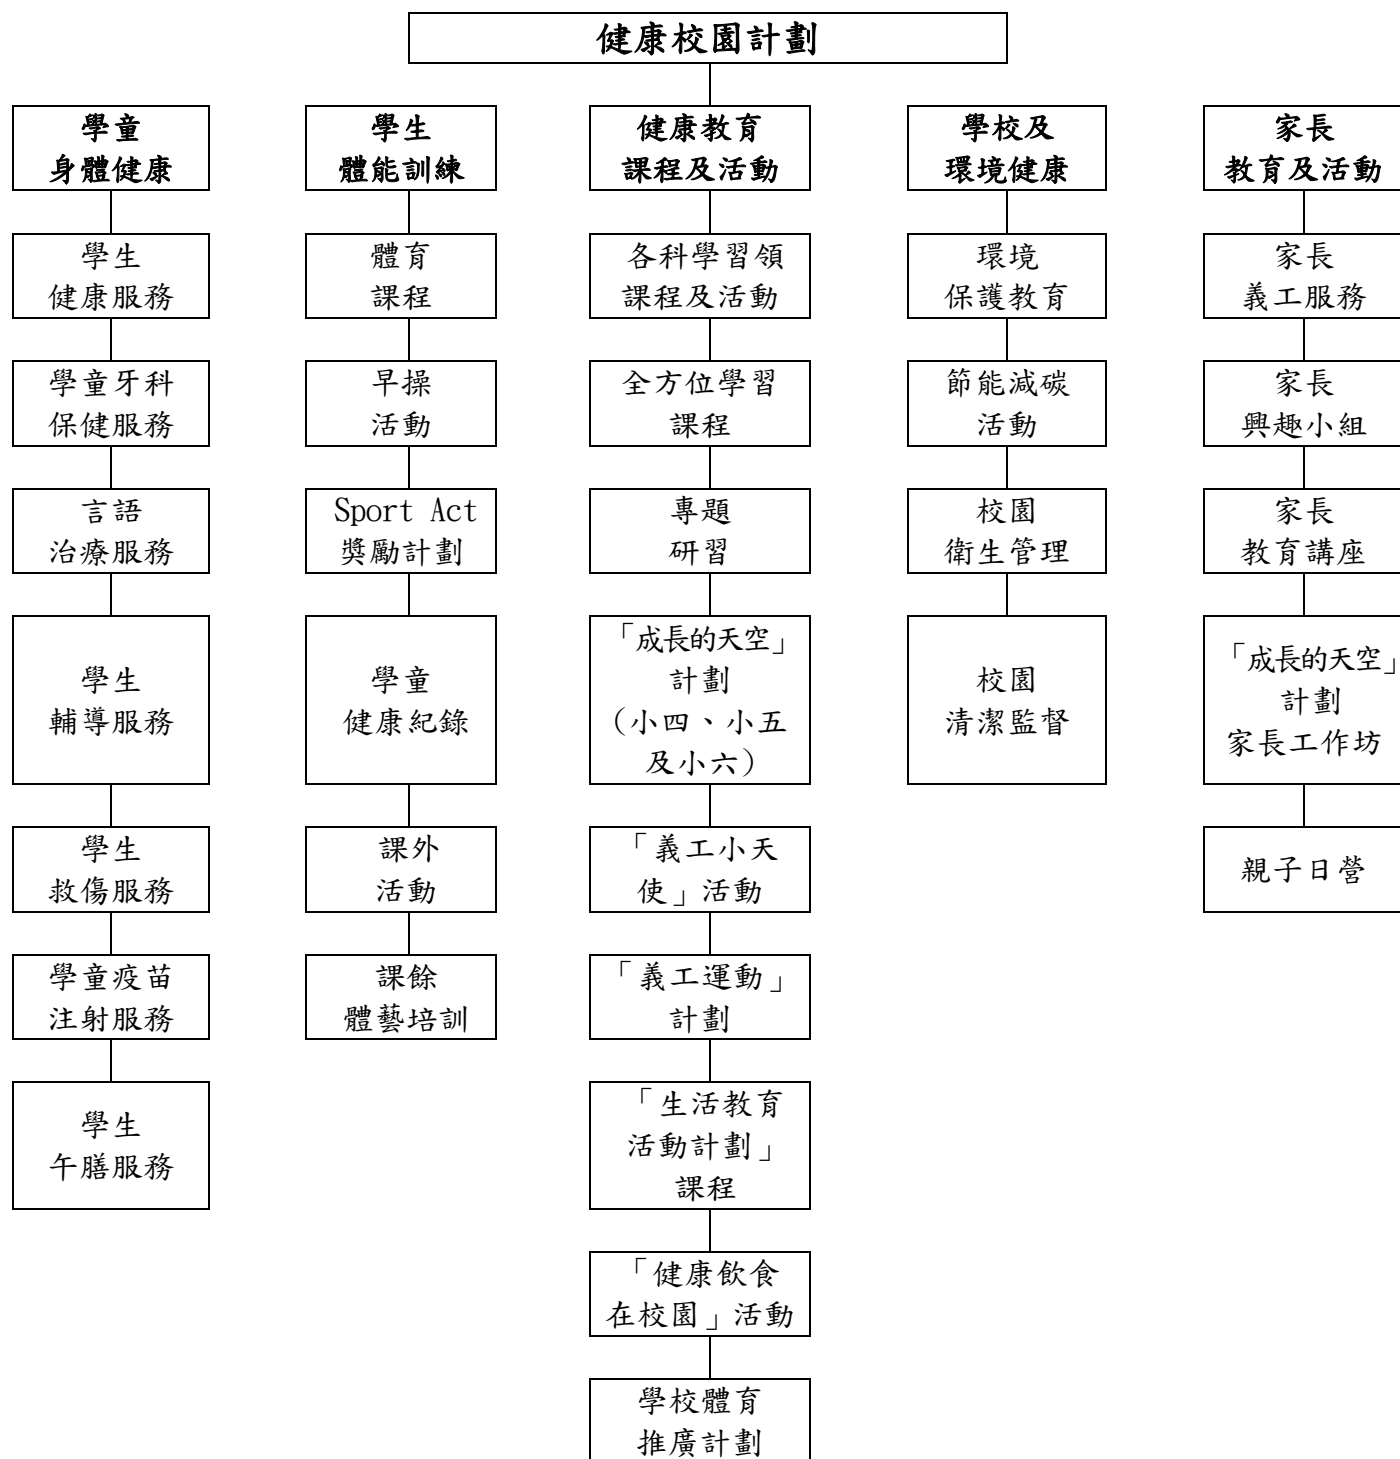 健康校園計劃
學童
身體健康
學生
健康服務
學童牙科
保健服務
言語
治療服務
學生
輔導服務
學生
救傷服務
學童疫苗
注射服務
學生
午膳服務
學生
體能訓練
體育
課程
早操
活動
Sport Act
獎勵計劃
學童
健康紀錄
課外
活動
課餘
體藝培訓
健康教育
課程及活動
各科學習領
課程及活動
全方位學習
課程
專題
研習
「成長的天空」
計劃
（小四、小五
及小六）
「義工小天
使」活動
「義工運動」
計劃
「生活教育
活動計劃」
課程
「健康飲食
在校園」活動
學校體育
推廣計劃
學校及
環境健康
環境
保護教育
節能減碳
活動
校園
衛生管理
校園
清潔監督
家長
教育及活動
家長
義工服務
家長
興趣小組
家長
教育講座
「成長的天空」
計劃
家長工作坊
親子日營